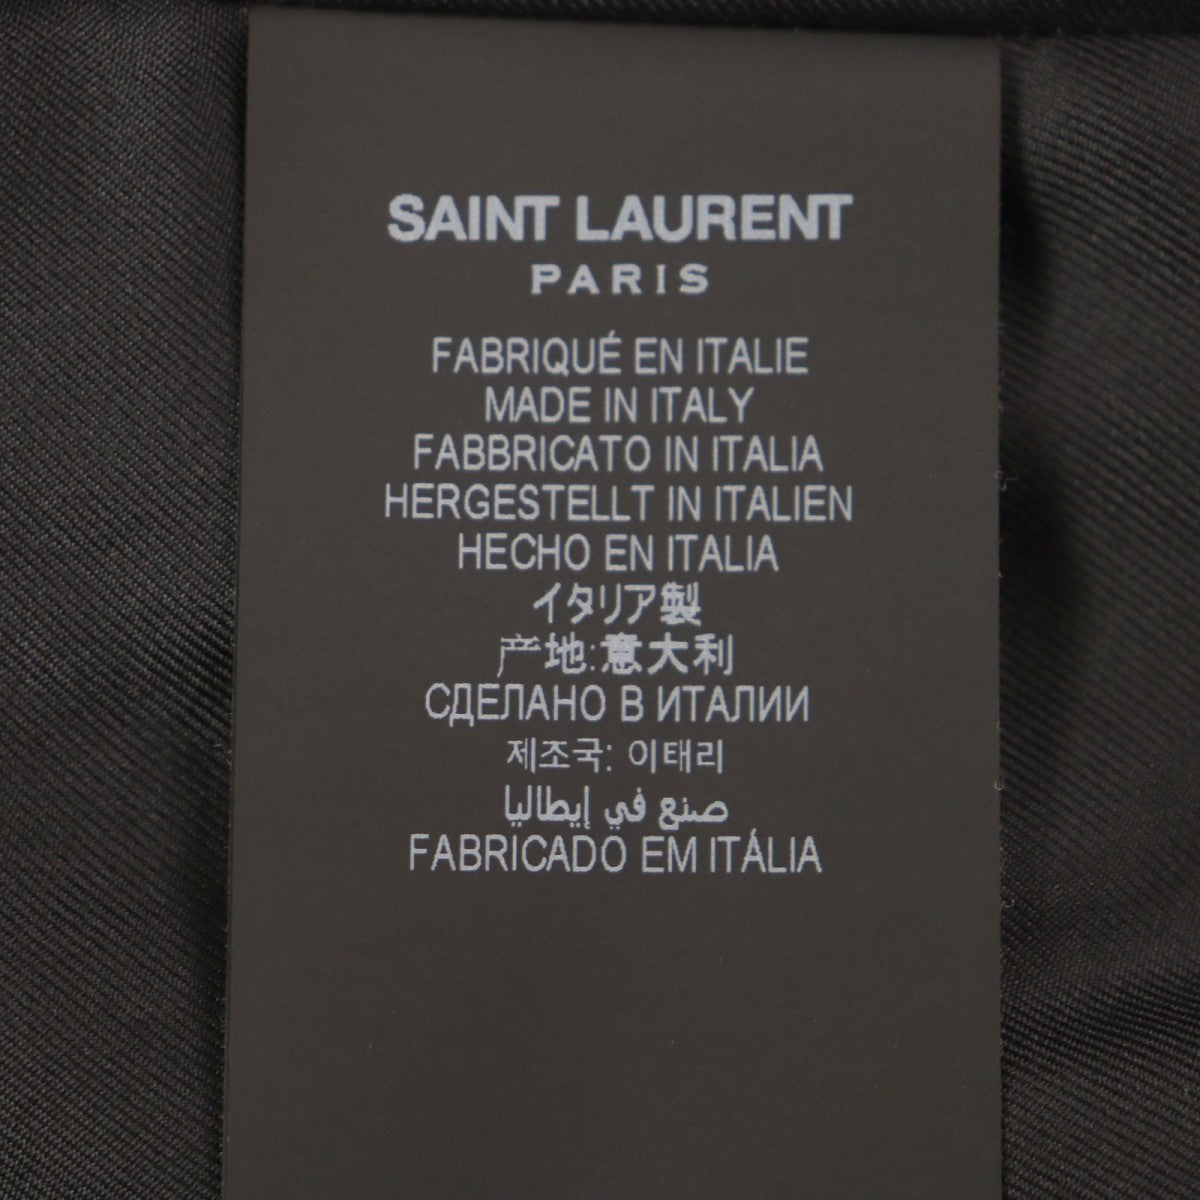 SAINT LAURENT
PARIS
FABRIQUÉ EN ITALIE
MADE IN ITALY
FABBRICATO IN ITALIA
HERGESTELLT IN ITALIEN
HECHO EN ITALIA
イタリア製
产地:意大利
СДЕЛАНО В ИТАЛИИ
제조국: 이태리
صنع في إيطاليا
FABRICADO EM ITÁLIA